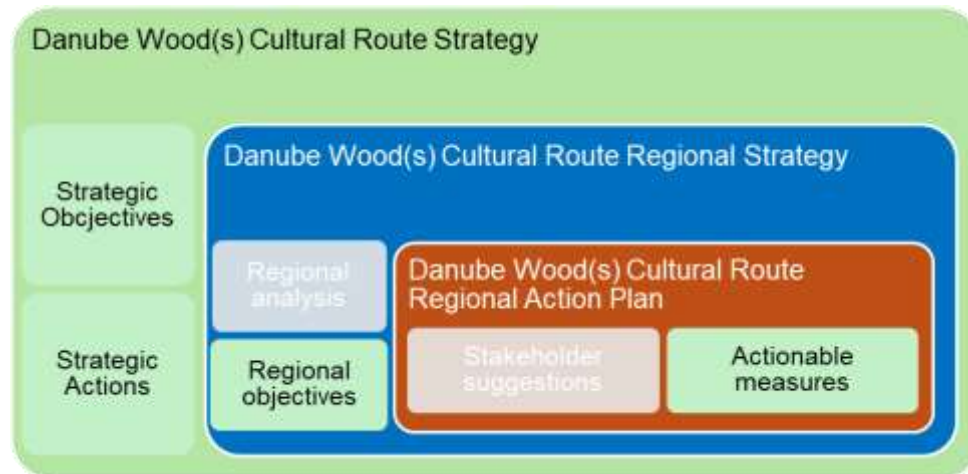 Danube Wood(s) Cultural Route Strategy
Danube Wood(s) Cultural Route Regional Strategy
Strategic
Obcjectives
Regional
analysis
Danube Wood(s) Cultural Route
Regional Action Plan
Strategic
Actions
Regional
objectives
Stakeholder
suggestions
Actionable
measures